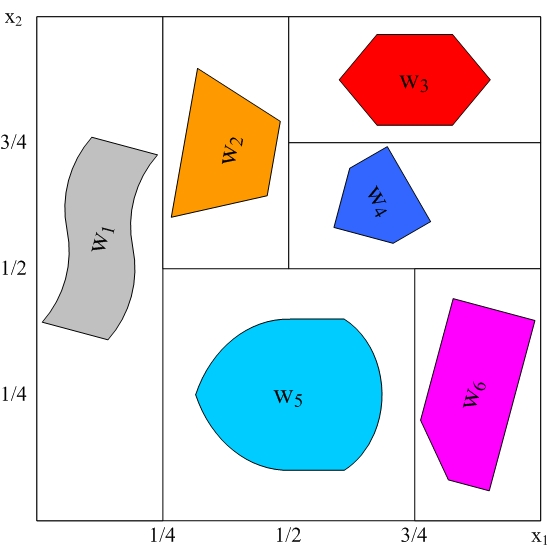 x₂
w₃
3/4
w₂
w₄
w₁
1/2
1/4
w₅
w₆
1/4 1/2 3/4 x₁